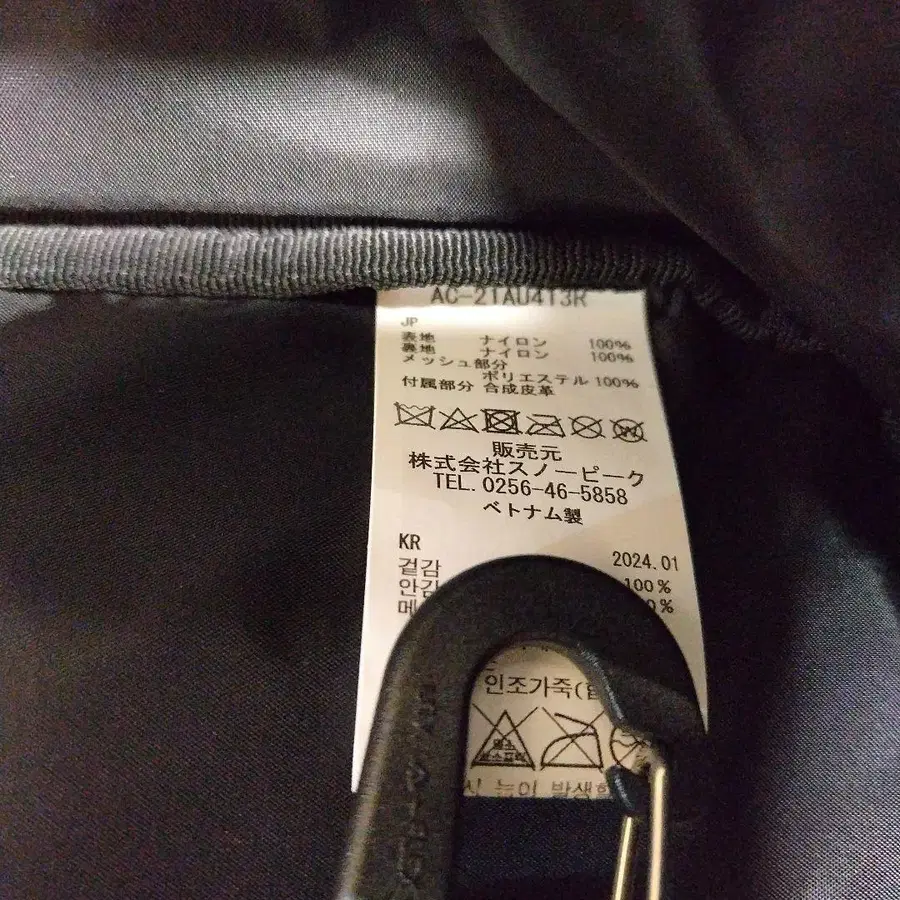 AC-21AU413R
JP
表地 ナイロン 100%
裏地 ナイロン 100%
メッシュ部分
ポリエステル 100%
付属部分 合成皮革
販売元
株式会社スノーピーク
TEL. 0256-46-5858
ベトナム製
KR 2024.01
겉감
안감 100%
인조가죽